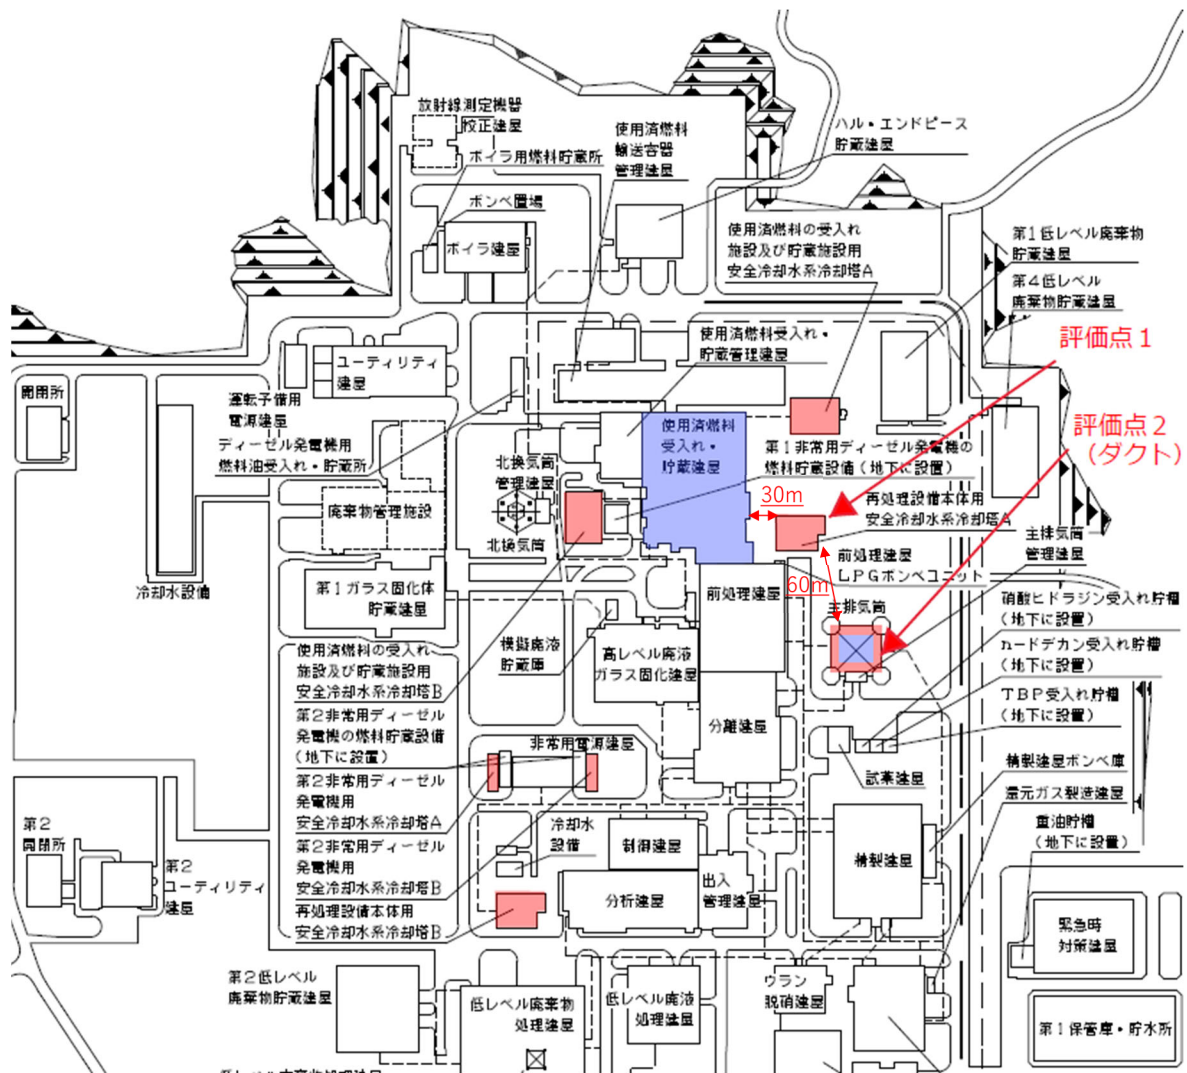 放射線測定機器
校正建屋
ボイラ用燃料貯蔵所
ボンベ置場
ボイラ建屋
使用済燃料
輸送容器
管理建屋
ハル・エンドピース
貯蔵建屋
使用済燃料の受入れ
施設及び貯蔵施設用
安全冷却水系冷却塔A
第1低レベル廃棄物
貯蔵建屋
第4低レベル
廃棄物貯蔵建屋
評価点1
評価点2
(ダクト)
使用済燃料受入れ・
貯蔵管理建屋
ユーティリティ
建屋
開閉所
運転予備用
電源建屋
ディーゼル発電機用
燃料油受入れ・貯蔵所
北換気筒
管理建屋
使用済燃料
受入れ・
貯蔵建屋
第1非常用ディーゼル発電機の
燃料貯蔵設備(地下に設置)
30m
再処理設備本体用
安全冷却水系冷却塔A
主排気筒
管理建屋
廃棄物管理施設
北換気筒
冷却水設備
第1ガラス固化体
貯蔵建屋
前処理建屋
LPGボンベユニット
前処理建屋
60m
主排気筒
硝酸ヒドラジン受入れ貯槽
(地下に設置)
n-ドデカン受入れ貯槽
(地下に設置)
TBP受入れ貯槽
(地下に設置)
模擬廃液
貯蔵庫
高レベル廃液
ガラス固化建屋
使用済燃料の受入れ
施設及び貯蔵施設用
安全冷却水系冷却塔B
第2非常用ディーゼル
発電機の燃料貯蔵設備
(地下に設置)
非常用電源建屋
分離建屋
試薬建屋
精製建屋ボンベ庫
還元ガス製造建屋
重油貯槽
(地下に設置)
第2非常用ディーゼル
発電機用
安全冷却水系冷却塔A
第2非常用ディーゼル
発電機用
安全冷却水系冷却塔B
再処理設備本体用
安全冷却水系冷却塔B
第2
開閉所
第2
ユーティリティ
建屋
冷却水
設備
制御建屋
分析建屋
出入
管理建屋
精製建屋
緊急時
対策建屋
第2低レベル
廃棄物貯蔵建屋
低レベル廃棄物
処理建屋
低レベル廃液
処理建屋
ウラン
脱硝建屋
第1保管庫・貯水所